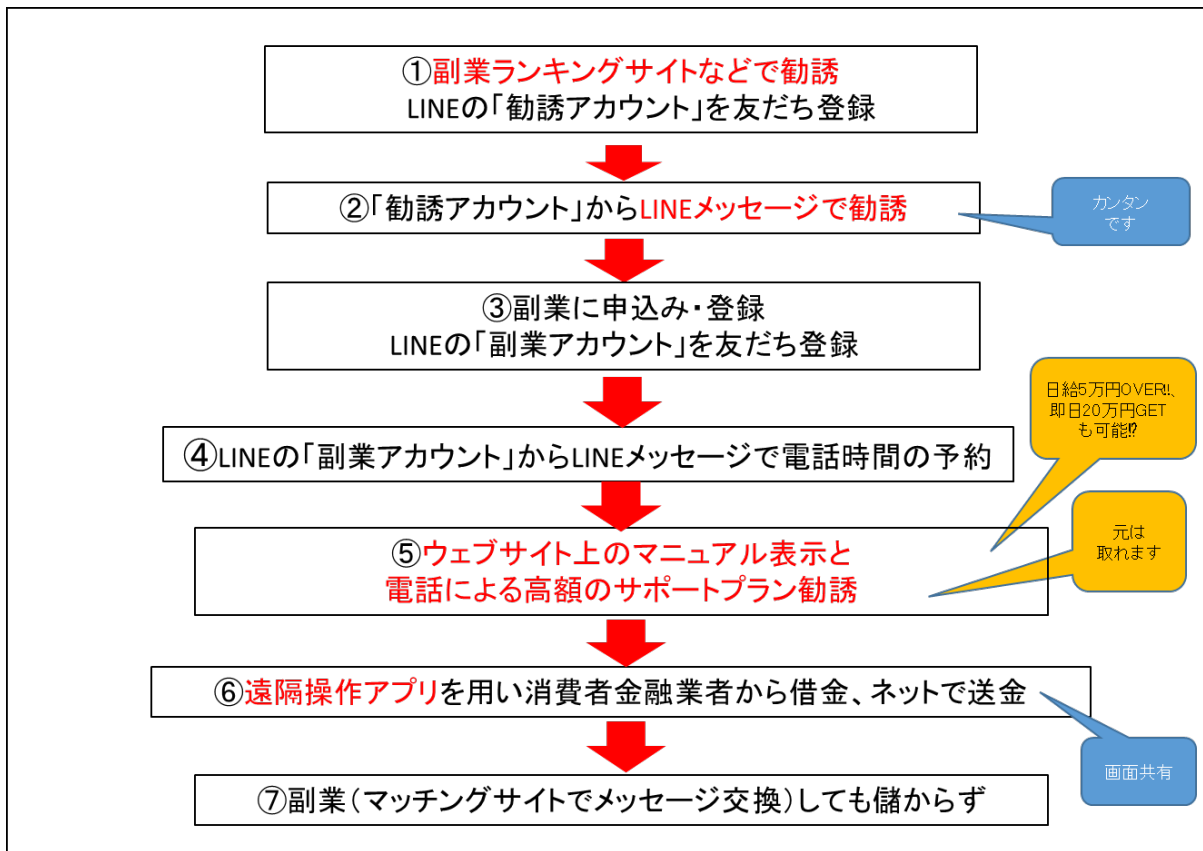 ①副業ランキングサイトなどで勧誘
LINEの「勧誘アカウント」を友だち登録
②「勧誘アカウント」からLINEメッセージで勧誘
カンタン
です
③副業に申込み・登録
LINEの「副業アカウント」を友だち登録
日給5万円OVER!!、
即日20万円GET
も可能!?
④LINEの「副業アカウント」からLINEメッセージで電話時間の予約
⑤ウェブサイト上のマニュアル表示と
電話による高額のサポートプラン勧誘
元は
取れます
⑥遠隔操作アプリを用い消費者金融業者から借金、ネットで送金
画面共有
⑦副業（マッチングサイトでメッセージ交換）しても儲からず